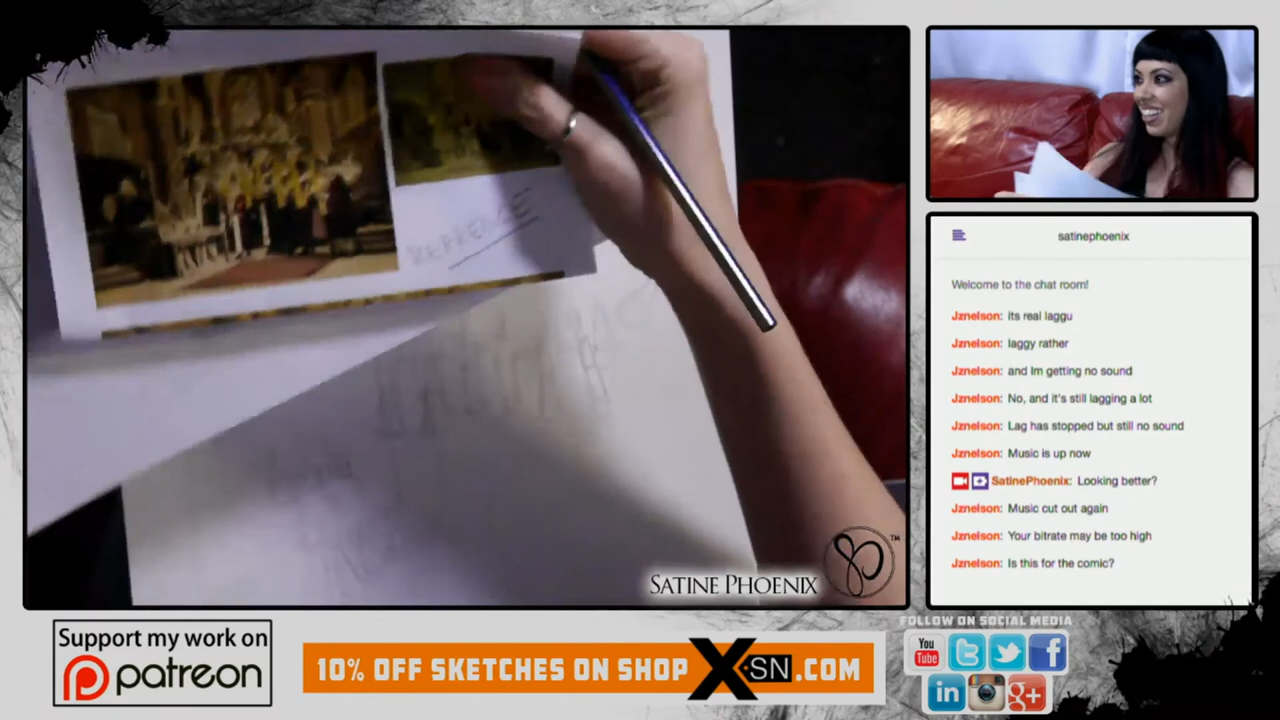 REFRENCE
SATINE PHOENIX
TM
satinephoenix
Welcome to the chat room!
Jznelson: its real laggu
Jznelson: laggy rather
Jznelson: and Im getting no sound
Jznelson: No, and it's still lagging a lot
Jznelson: Lag has stopped but still no sound
Jznelson: Music is up now
SatinePhoenix: Looking better?
Jznelson: Music cut out again
Jznelson: Your bitrate may be too high
Jznelson: Is this for the comic?
Support my work on
patreon
10% OFF SKETCHES ON SHOP X-SN.COM
FOLLOW ON SOCIAL MEDIA
You
Tube
f
in
g+